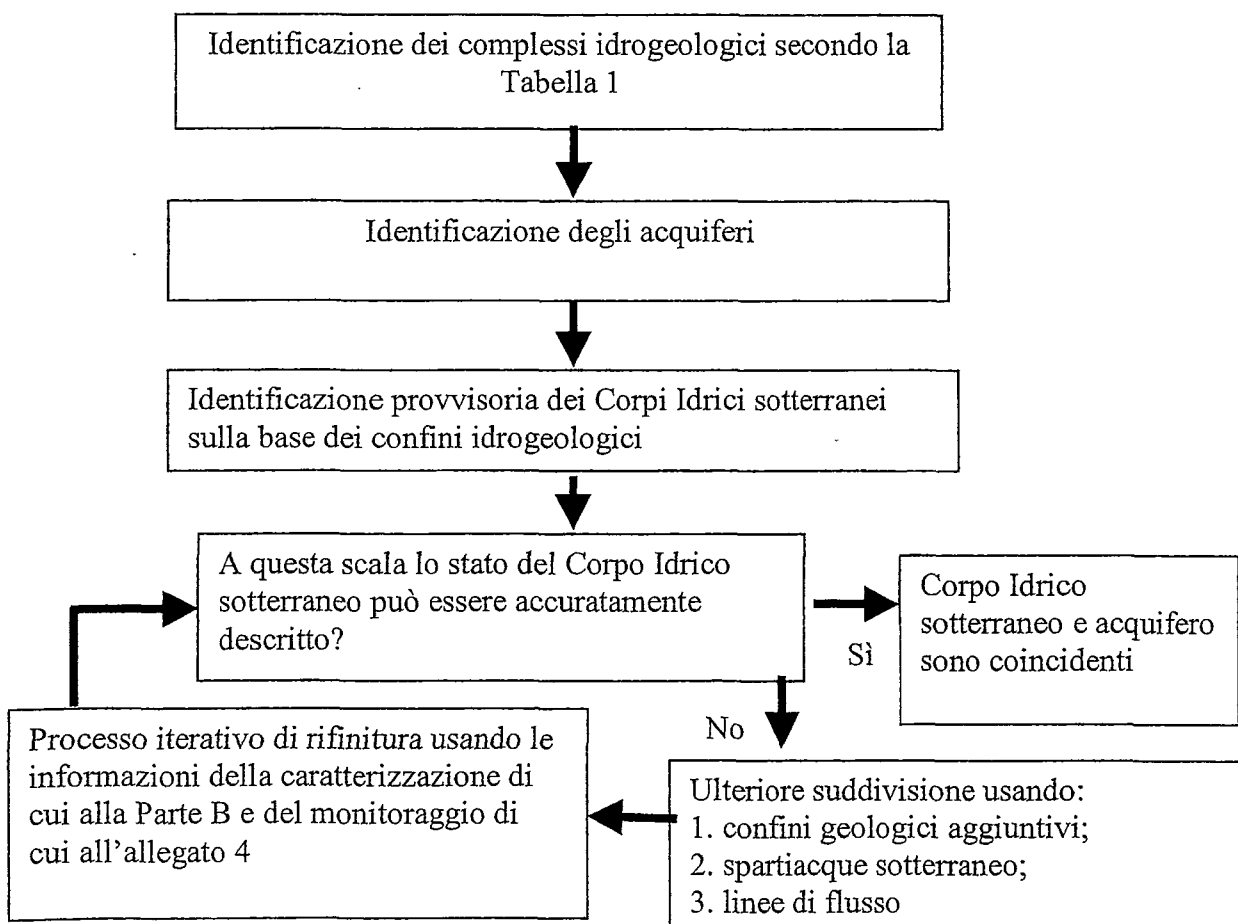 Identificazione dei complessi idrogeologici secondo la
Tabella 1
Identificazione degli acquiferi
Identificazione provvisoria dei Corpi Idrici sotterranei
sulla base dei confini idrogeologici
A questa scala lo stato del Corpo Idrico
sotterraneo può essere accuratamente
descritto?
Sì
Corpo Idrico
sotterraneo e acquifero
sono coincidenti
No
Ulteriore suddivisione usando:
1. confini geologici aggiuntivi;
2. spartiacque sotterraneo;
3. linee di flusso
Processo iterativo di rifinitura usando le
informazioni della caratterizzazione di
cui alla Parte B e del monitoraggio di
cui all'allegato 4